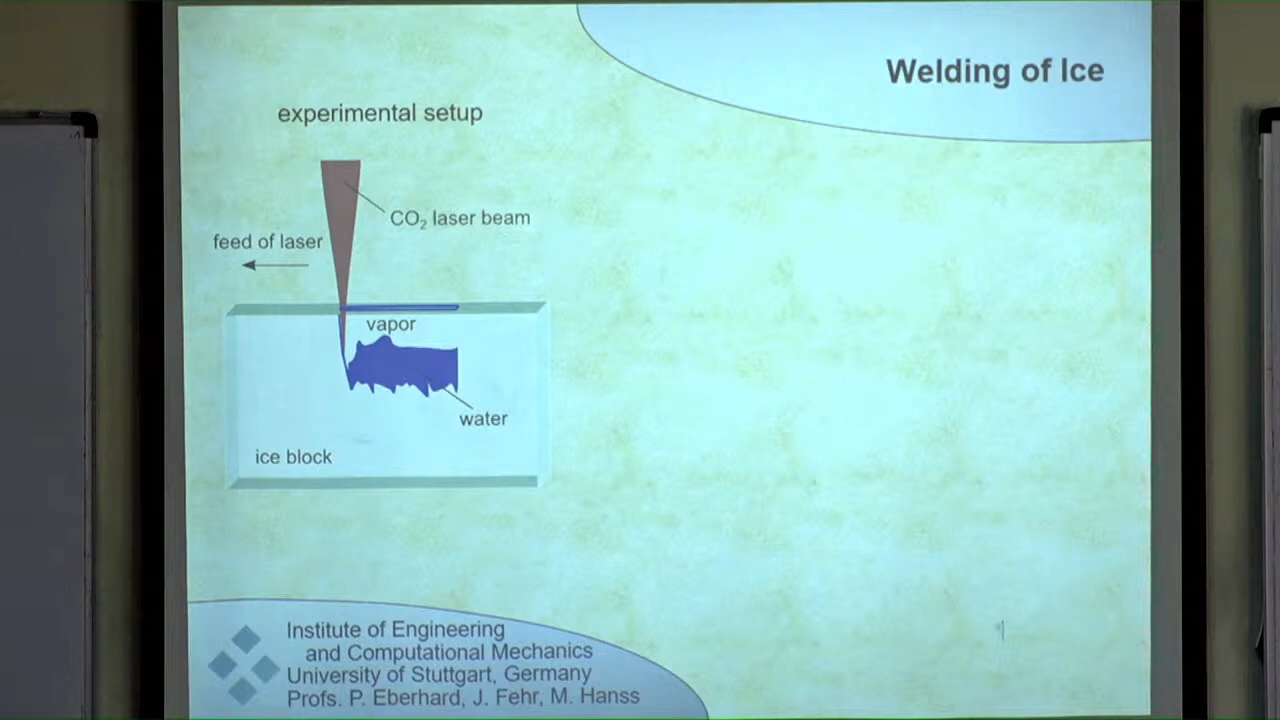 Welding of Ice
experimental setup
CO₂ laser beam
feed of laser
vapor
water
ice block
Institute of Engineering
and Computational Mechanics
University of Stuttgart, Germany
Profs. P. Eberhard, J. Fehr, M. Hanss